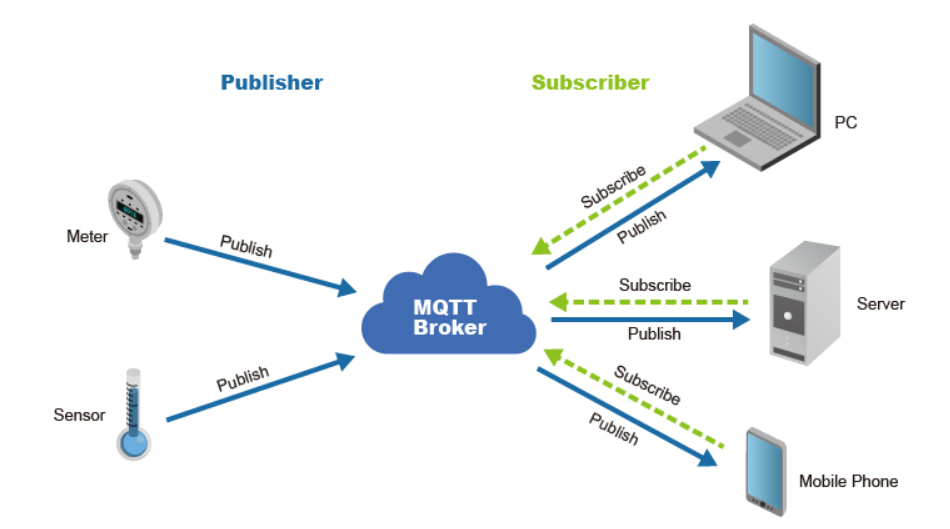 Publisher
Subscriber
PC
Subscribe
Publish
Meter
Publish
MQTT
Broker
Subscribe
Publish
Server
Sensor
Publish
Subscribe
Publish
Mobile Phone